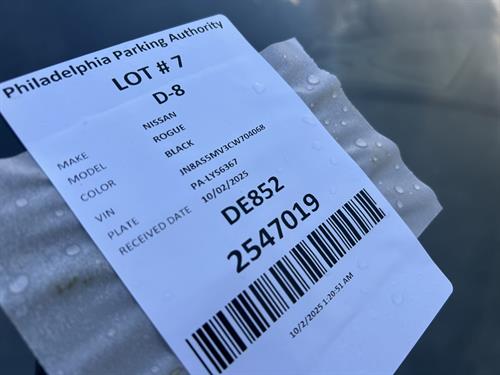 Philadelphia Parking Authority
LOT # 7
D-8
MAKE NISSAN
MODEL ROGUE
COLOR BLACK
VIN JN8AS5MV3CW704068
PLATE PA-LYS6367
RECEIVED DATE 10/02/2025
DE852
2547019
10/2/2025 1:20:51 AM